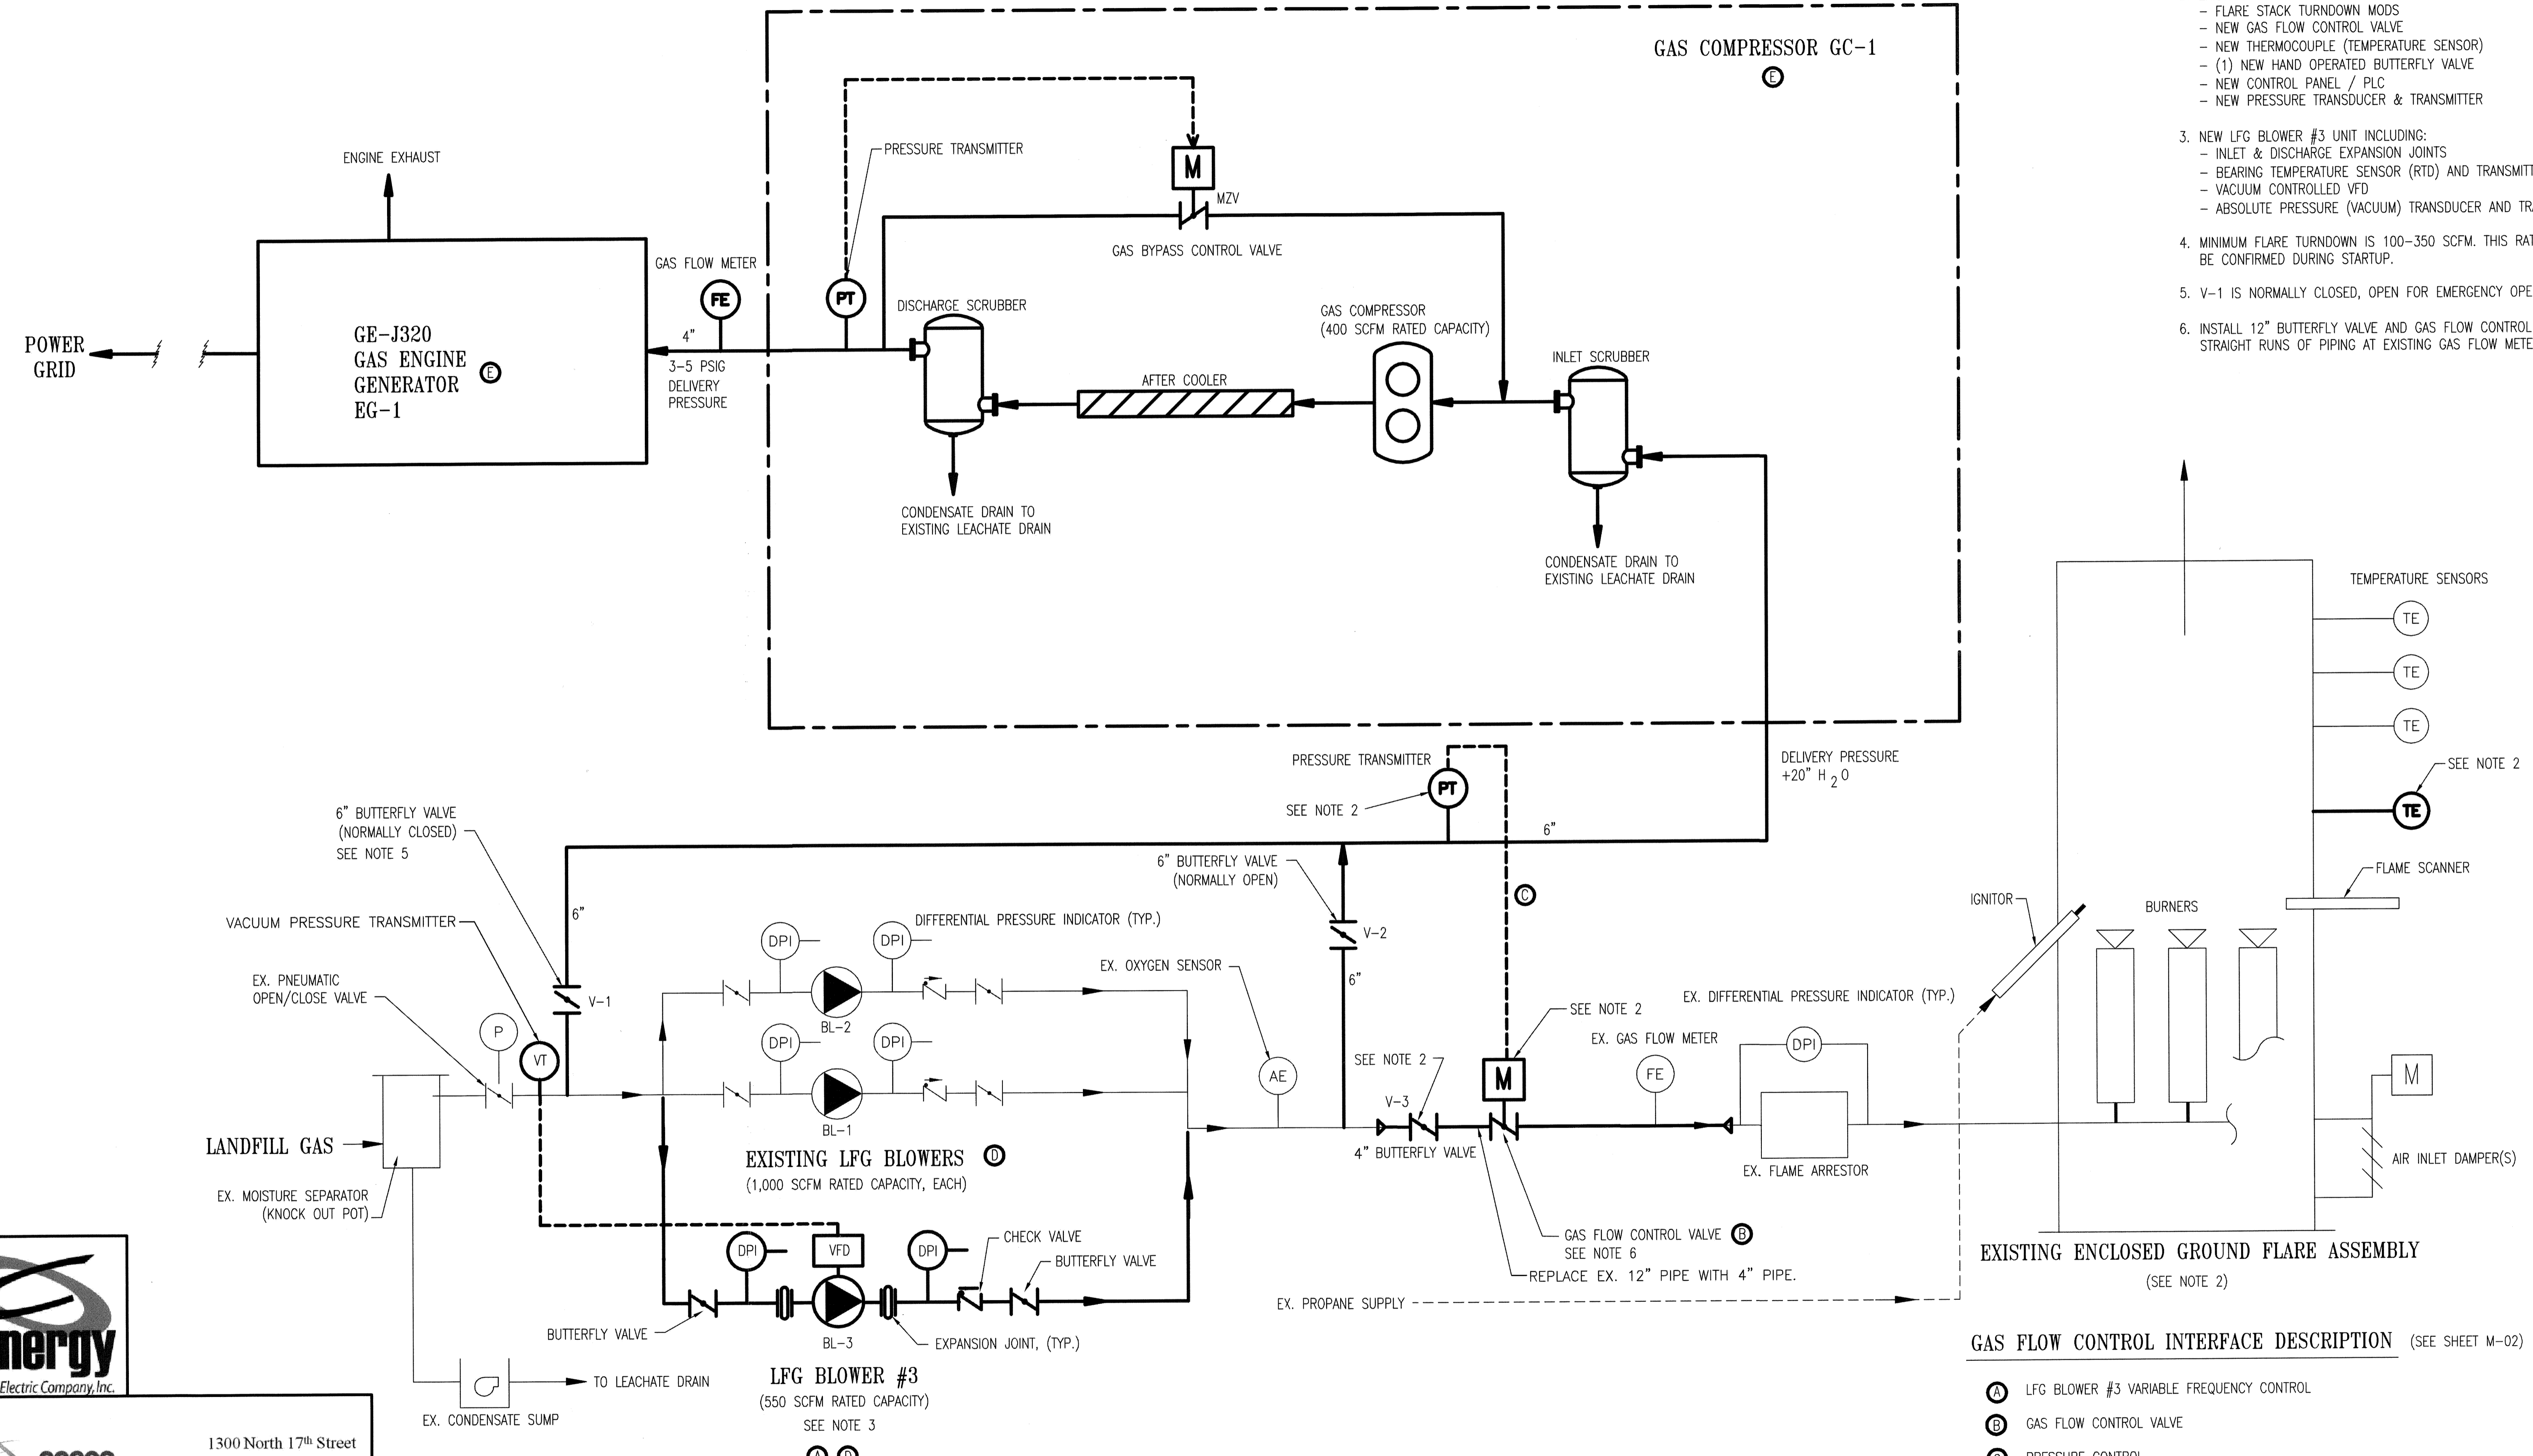 GAS COMPRESSOR GC-1
E
– FLARE STACK TURNDOWN MODS
– NEW GAS FLOW CONTROL VALVE
– NEW THERMOCOUPLE (TEMPERATURE SENSOR)
– (1) NEW HAND OPERATED BUTTERFLY VALVE
– NEW CONTROL PANEL / PLC
– NEW PRESSURE TRANSDUCER & TRANSMITTER
3. NEW LFG BLOWER #3 UNIT INCLUDING:
– INLET & DISCHARGE EXPANSION JOINTS
– BEARING TEMPERATURE SENSOR (RTD) AND
– VACUUM CONTROLLED VFD
– ABSOLUTE PRESSURE (VACUUM) TRANSDUCER AND
4. MINIMUM FLARE TURNDOWN IS 100–350 SCFM. THIS
BE CONFIRMED DURING STARTUP.
5. V–1 IS NORMALLY CLOSED, OPEN FOR EMERGENCY
6. INSTALL 12" BUTTERFLY VALVE AND GAS FLOW CONTROL
STRAIGHT RUNS OF PIPING AT EXISTING GAS FLOW
ENGINE EXHAUST
PRESSURE TRANSMITTER
M
MZV
GAS BYPASS CONTROL VALVE
GAS FLOW METER
FE
PT
DISCHARGE SCRUBBER
GAS COMPRESSOR
(400 SCFM RATED CAPACITY)
INLET SCRUBBER
POWER
GRID
GE-J320
GAS ENGINE
GENERATOR
EG-1
E
4"
3–5 PSIG
DELIVERY
PRESSURE
AFTER COOLER
CONDENSATE DRAIN TO
EXISTING LEACHATE DRAIN
CONDENSATE DRAIN TO
EXISTING LEACHATE DRAIN
TEMPERATURE SENSORS
TE
TE
TE
SEE NOTE 2
TE
PRESSURE TRANSMITTER
PT
SEE NOTE 2
DELIVERY PRESSURE
+20" H2O
6"
6" BUTTERFLY VALVE
(NORMALLY CLOSED)
SEE NOTE 5
6" BUTTERFLY VALVE
(NORMALLY OPEN)
C
FLAME SCANNER
IGNITOR
BURNERS
VACUUM PRESSURE TRANSMITTER
6"
DIFFERENTIAL PRESSURE INDICATOR (TYP.)
DPI
DPI
V–2
EX. OXYGEN SENSOR
6"
EX. PNEUMATIC
OPEN/CLOSE VALVE
V–1
BL–2
EX. DIFFERENTIAL PRESSURE INDICATOR (TYP.)
SEE NOTE 2
EX. GAS FLOW METER
P
VT
DPI
DPI
AE
SEE NOTE 2
M
FE
DPI
M
V–3
BL–1
4" BUTTERFLY VALVE
EX. FLAME ARRESTOR
AIR INLET DAMPER(S)
LANDFILL GAS
EXISTING LFG BLOWERS D
(1,000 SCFM RATED CAPACITY, EACH)
EX. MOISTURE SEPARATOR
(KNOCK OUT POT)
GAS FLOW CONTROL VALVE B
SEE NOTE 6
REPLACE EX. 12" PIPE WITH 4" PIPE.
DPI
VFD
DPI
CHECK VALVE
BUTTERFLY VALVE
EXISTING ENCLOSED GROUND FLARE ASSEMBLY
(SEE NOTE 2)
EX. PROPANE SUPPLY
BUTTERFLY VALVE
BL–3
EXPANSION JOINT, (TYP.)
LFG BLOWER #3
(550 SCFM RATED CAPACITY)
SEE NOTE 3
A D
TO LEACHATE DRAIN
EX. CONDENSATE SUMP
GAS FLOW CONTROL INTERFACE DESCRIPTION (SEE SHEET M–02)
A LFG BLOWER #3 VARIABLE FREQUENCY CONTROL
B GAS FLOW CONTROL VALVE
C PRESSURE CONTROL
Electric Company, Inc.
1300 North 17th Street